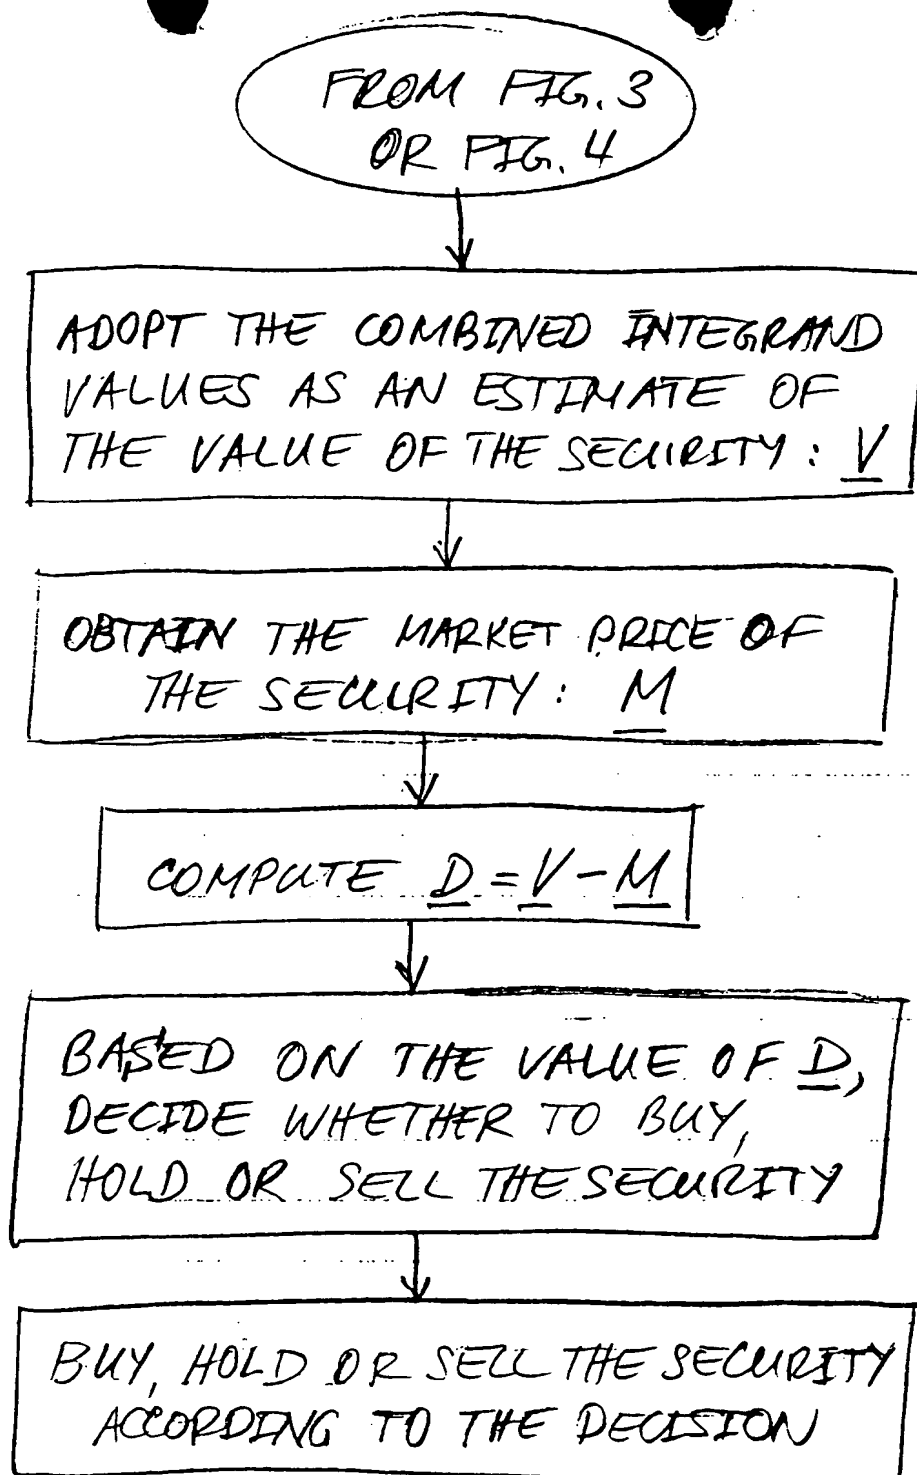 FROM FIG. 3
OR FIG. 4
ADOPT THE COMBINED INTEGRAND
VALUES AS AN ESTIMATE OF
THE VALUE OF THE SECURITY: V
OBTAIN THE MARKET PRICE OF
THE SECURITY: M
COMPUTE D = V - M
BASED ON THE VALUE OF D,
DECIDE WHETHER TO BUY,
HOLD OR SELL THE SECURITY
BUY, HOLD OR SELL THE SECURITY
ACCORDING TO THE DECISION